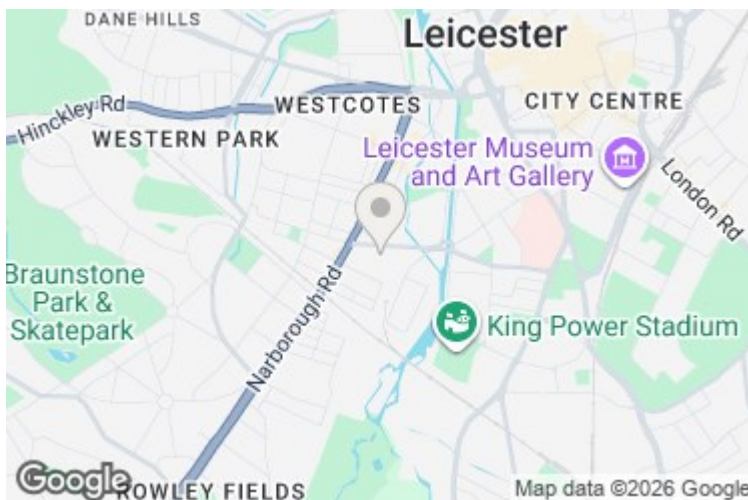 DANE HILLS
Leicester
Hinckley Rd
WESTCOTES
CITY CENTRE
WESTERN PARK
Leicester Museum
and Art Gallery
London Rd
Braunstone
Park &
Skatepark
Narborough Rd
King Power Stadium
Google
ROWLEY FIELDS
Map data ©2026 Google